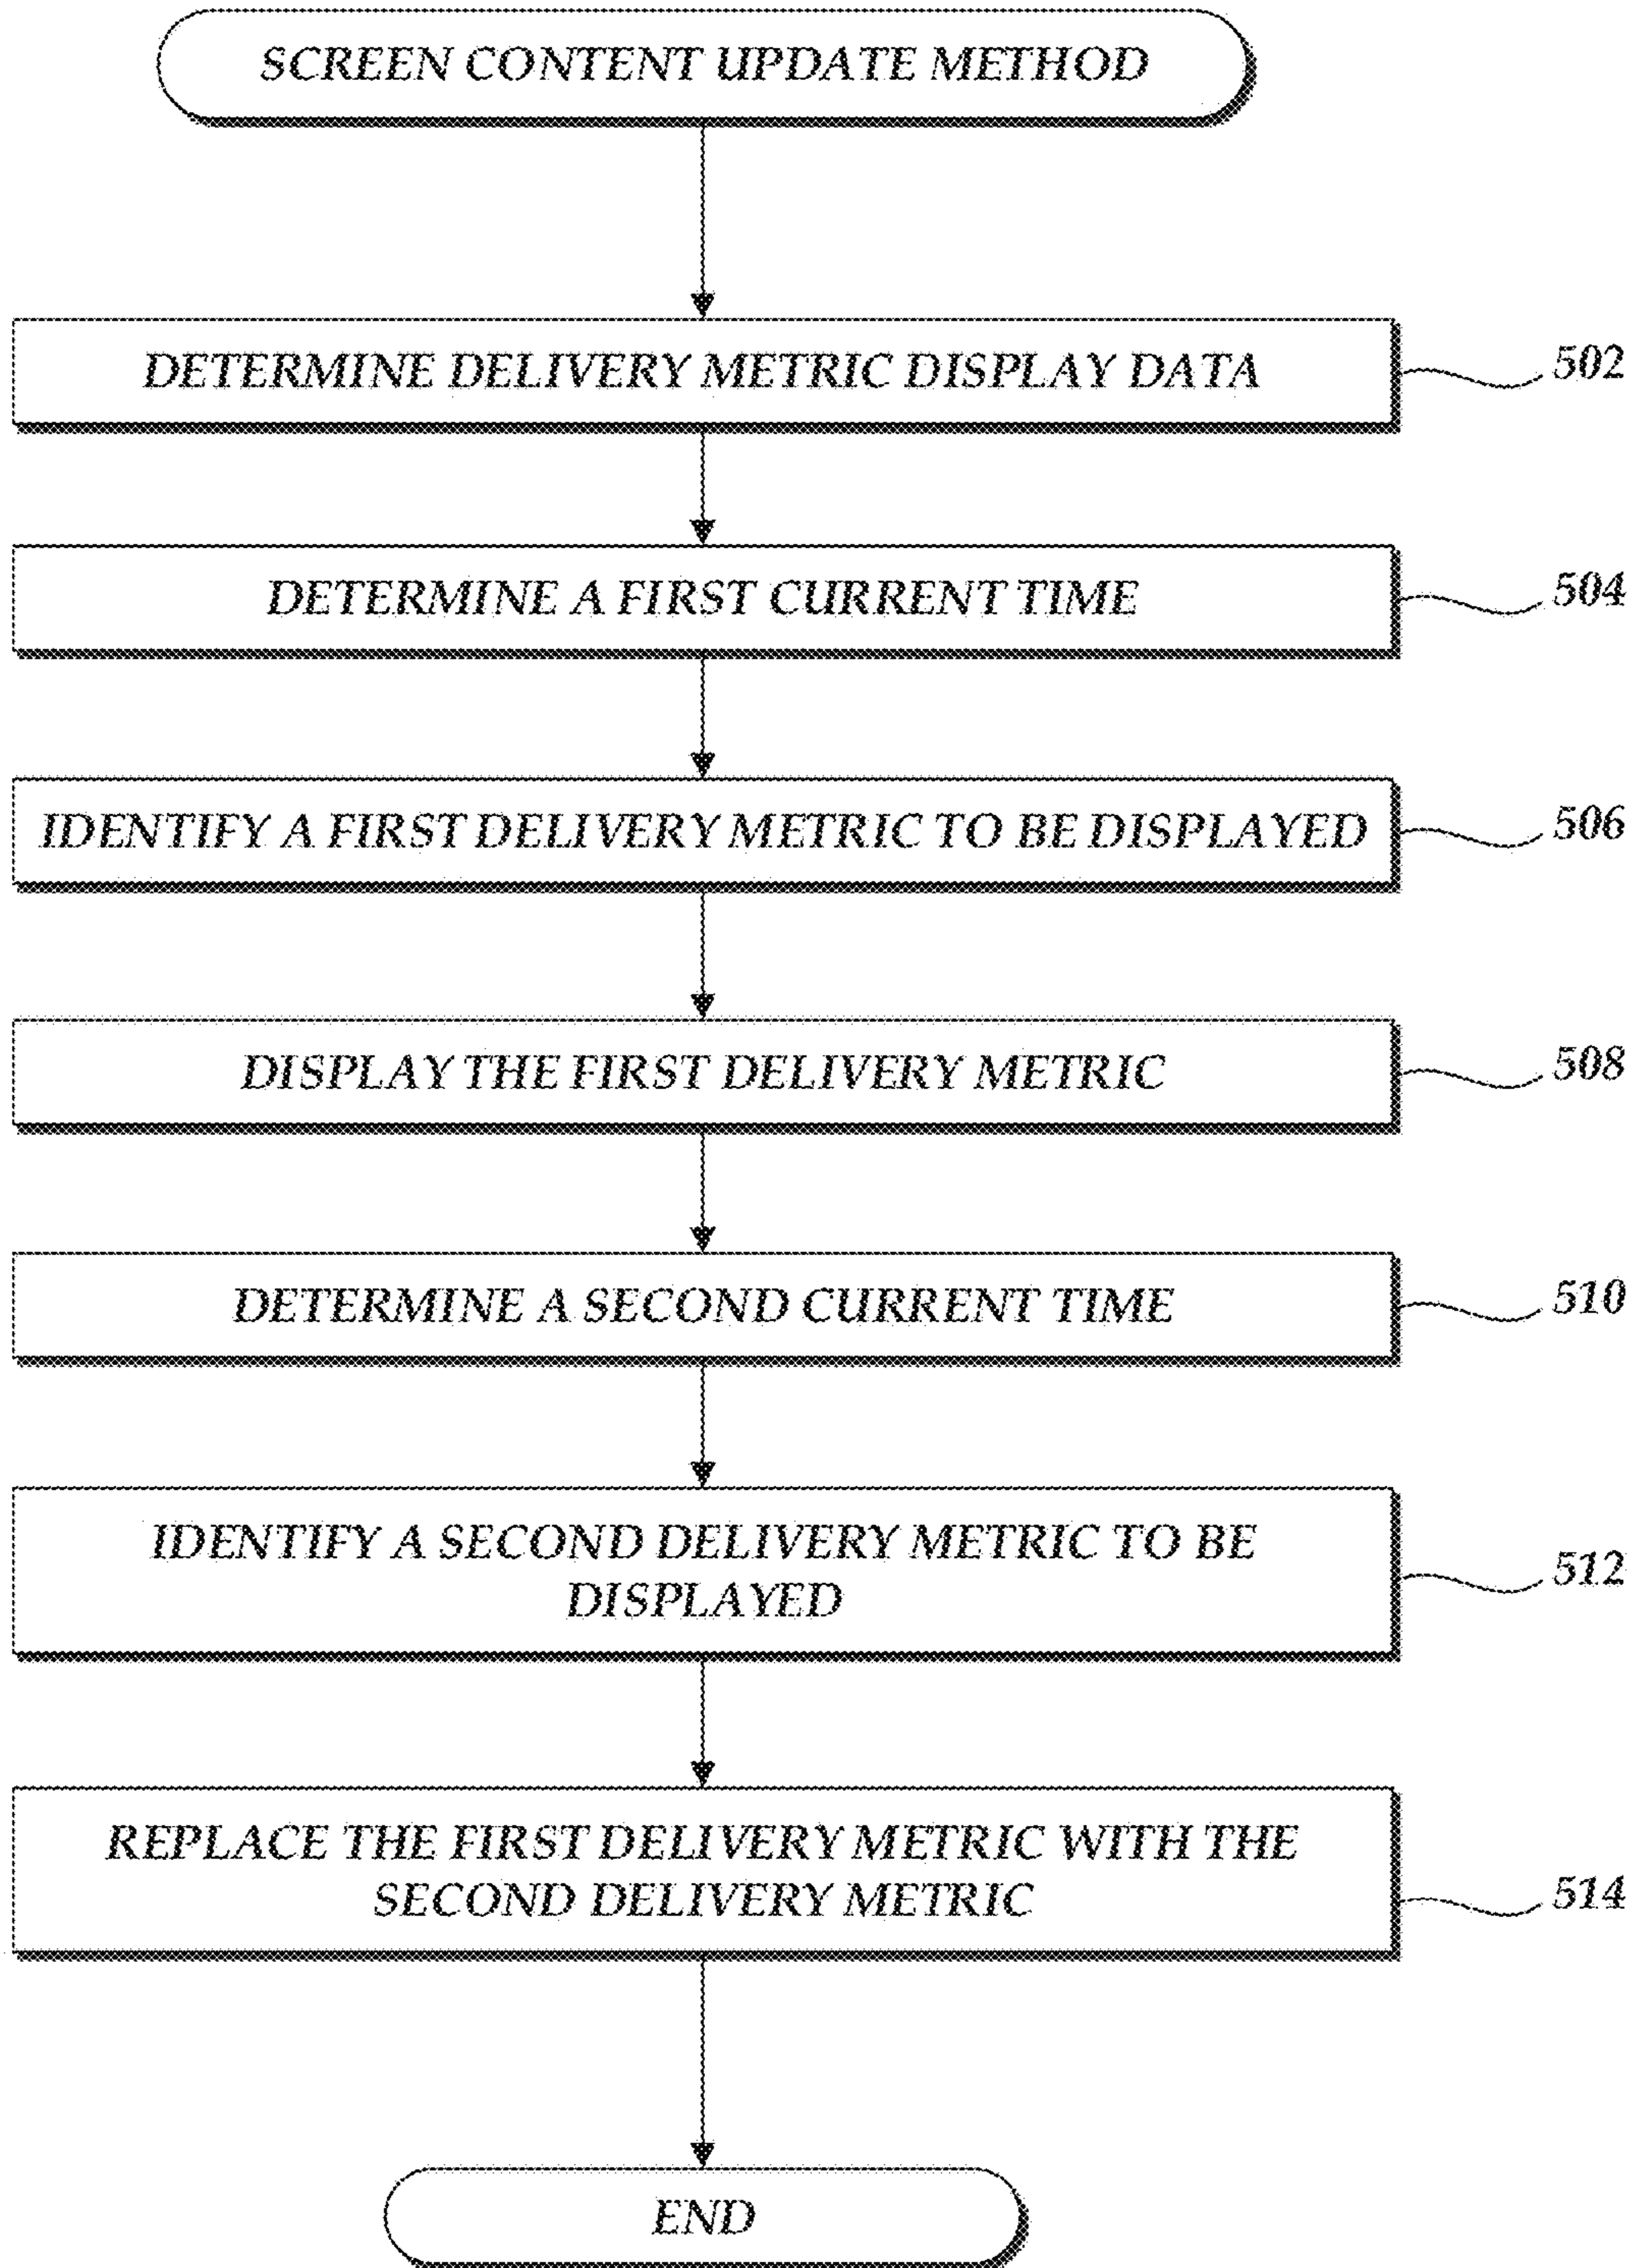 SCREEN CONTENT UPDATE METHOD
DETERMINE DELIVERY METRIC DISPLAY DATA
502
DETERMINE A FIRST CURRENT TIME
504
IDENTIFY A FIRST DELIVERY METRIC TO BE DISPLAYED
506
DISPLAY THE FIRST DELIVERY METRIC
508
DETERMINE A SECOND CURRENT TIME
510
IDENTIFY A SECOND DELIVERY METRIC TO BE
DISPLAYED
512
REPLACE THE FIRST DELIVERY METRIC WITH THE
SECOND DELIVERY METRIC
514
END